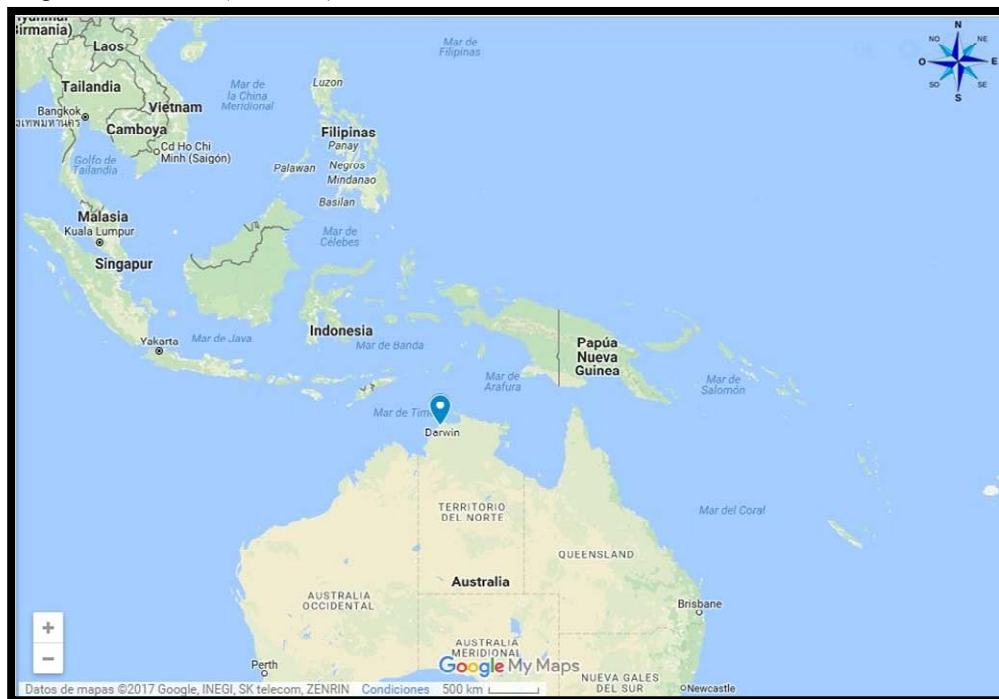 irmania)
Laos
Mar de
Filipinas
N
NO
NE
O
E
SO
SE
S
Tailandia
Mar de
la China
Meridional
Luzon
Bangkok
Vietnam
Camboya
Filipinas
Panay
Cd Ho Chi
Minh (Saigón)
Golfo de
Tailandia
Palawan
Negros
Mindanao
Basilan
Malasia
Kuala Lumpur
Mar de
Célebes
Singapur
Indonesia
Yakarta
Mar de Java
Mar de Banda
Papúa
Nueva
Guinea
Mar de
Arafura
Mar de
Salomón
Mar de Tim
Darwin
TERRITORIO
DEL NORTE
Mar del Coral
QUEENSLAND
Australia
AUSTRALIA
OCCIDENTAL
Brisbane
+
−
AUSTRALIA
MERIDIONAL
Perth
Google My Maps
NUEVA GALES
DEL SUR
Newcastle
Datos de mapas ©2017 Google, INEGI, SK telecom, ZENRIN Condiciones 500 km